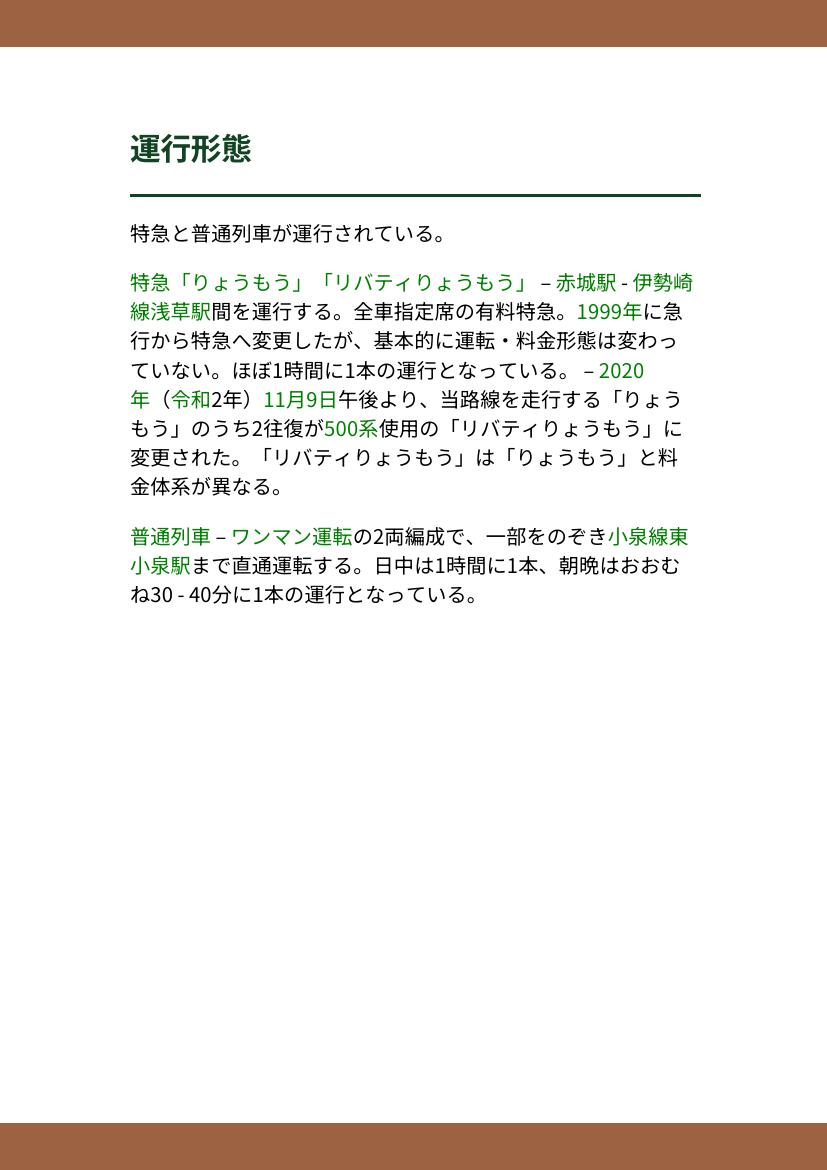 運行形態
特急と普通列車が運行されている。
特急「りょうもう」「リバティりょうもう」 – 赤城駅 - 伊勢崎
線浅草駅間を運行する。全車指定席の有料特急。1999年に急
行から特急へ変更したが、基本的に運転・料金形態は変わっ
ていない。ほぼ1時間に1本の運行となっている。 – 2020
年（令和2年）11月9日午後より、当路線を走行する「りょう
もう」のうち2往復が500系使用の「リバティりょうもう」に
変更された。「リバティりょうもう」は「りょうもう」と料
金体系が異なる。
普通列車 – ワンマン運転の2両編成で、一部をのぞき小泉線東
小泉駅まで直通運転する。日中は1時間に1本、朝晩はおおむ
ね30 - 40分に1本の運行となっている。